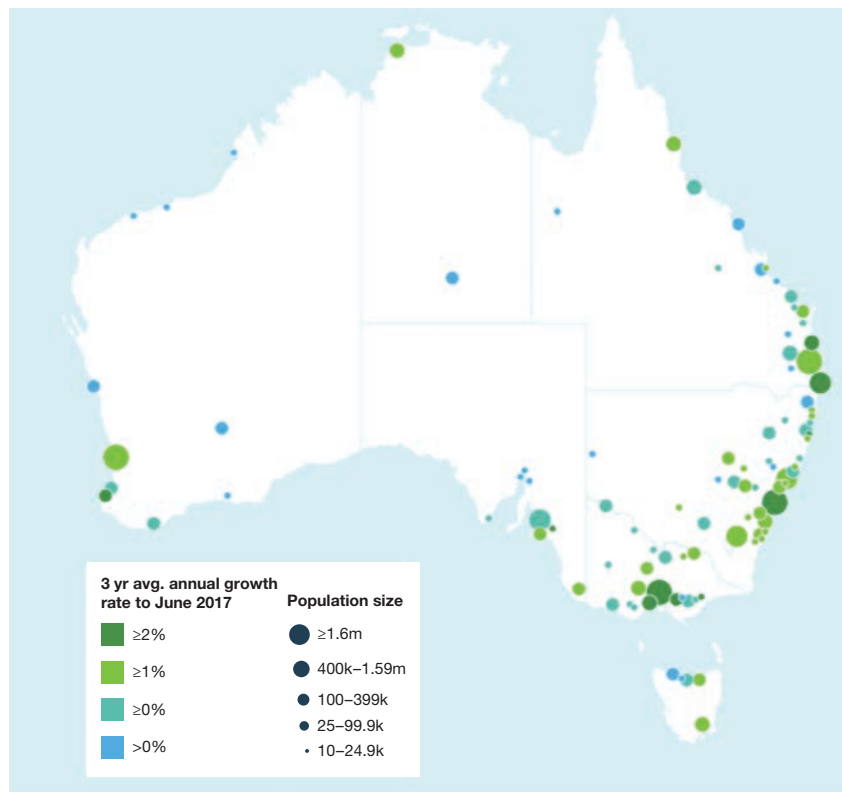 3 yr avg. annual growth
rate to June 2017
≥2%
≥1%
≥0%
>0%
Population size
≥1.6m
400k–1.59m
100–399k
25–99.9k
10–24.9k